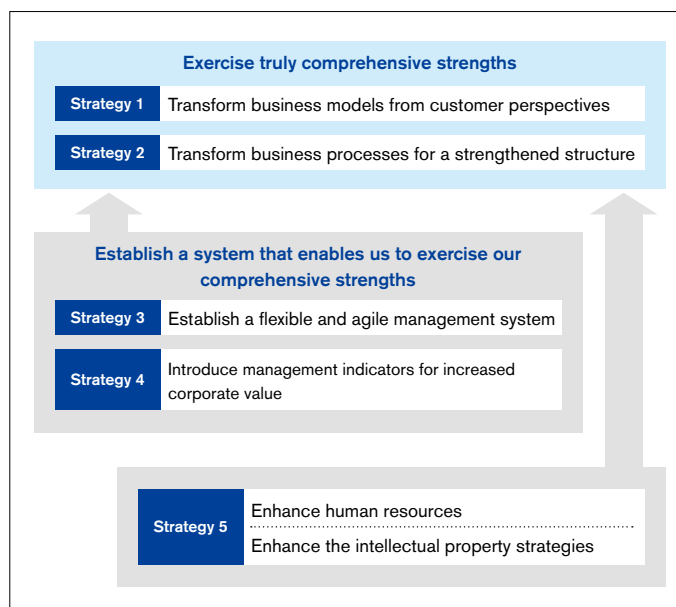 Exercise truly comprehensive strengths
Strategy 1 Transform business models from customer perspectives
Strategy 2 Transform business processes for a strengthened structure
Establish a system that enables us to exercise our
comprehensive strengths
Strategy 3 Establish a flexible and agile management system
Strategy 4 Introduce management indicators for increased
corporate value
Strategy 5 Enhance human resources
Enhance the intellectual property strategies